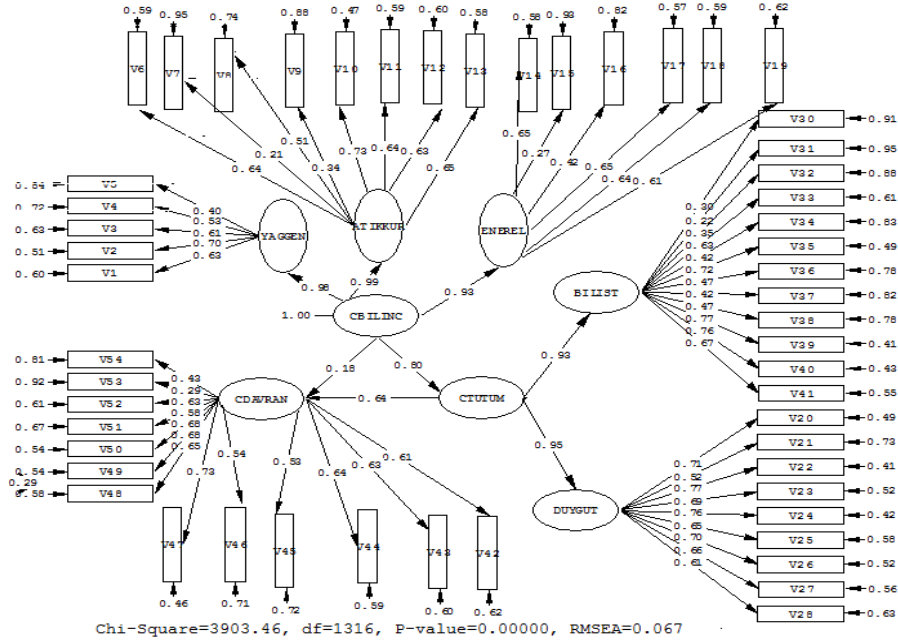 0.59 0.95 0.74 0.88 0.47 0.59 0.60 0.58 0.58 0.93 0.82 0.57 0.59 0.62
V6 V7 V8 V9 V10 V11 V12 V13 V14 V15 V16 V17 V18 V19
0.64 0.21 0.51 0.34 0.73 0.64 0.63 0.65 0.65 0.27 0.42 0.65 0.64 0.61
0.84 V5 0.40
0.72 V4 0.53
0.63 V3 0.61
0.51 V2 0.70
0.60 V1 0.63
YAGGEN ATIKKUR ENEREL
0.98 0.99 0.93
1.00 CBILINC
BILIST
0.30 V30 0.91
0.22 V31 0.95
0.35 V32 0.88
0.63 V33 0.61
0.42 V34 0.83
0.72 V35 0.49
0.47 V36 0.78
0.42 V37 0.82
0.47 V38 0.78
0.77 V39 0.41
0.76 V40 0.43
0.67 V41 0.55
0.18 0.80 0.93
CDAVRAN 0.64 CTUTUM
0.95
0.81 V54 0.43
0.92 V53 0.29
0.61 V52 0.63
0.67 V51 0.58
0.54 V50 0.68
0.54 V49 0.68
0.29
0.58 V48 0.65
0.73 0.54 0.53 0.64 0.63 0.61
V47 V46 V45 V44 V43 V42
0.46 0.71 0.72 0.59 0.60 0.62
DUYGUT
0.71 V20 0.49
0.52 V21 0.73
0.77 V22 0.41
0.69 V23 0.52
0.76 V24 0.42
0.65 V25 0.58
0.70 V26 0.52
0.66 V27 0.56
0.61 V28 0.63
Chi-Square=3903.46, df=1316, P-value=0.00000, RMSEA=0.067